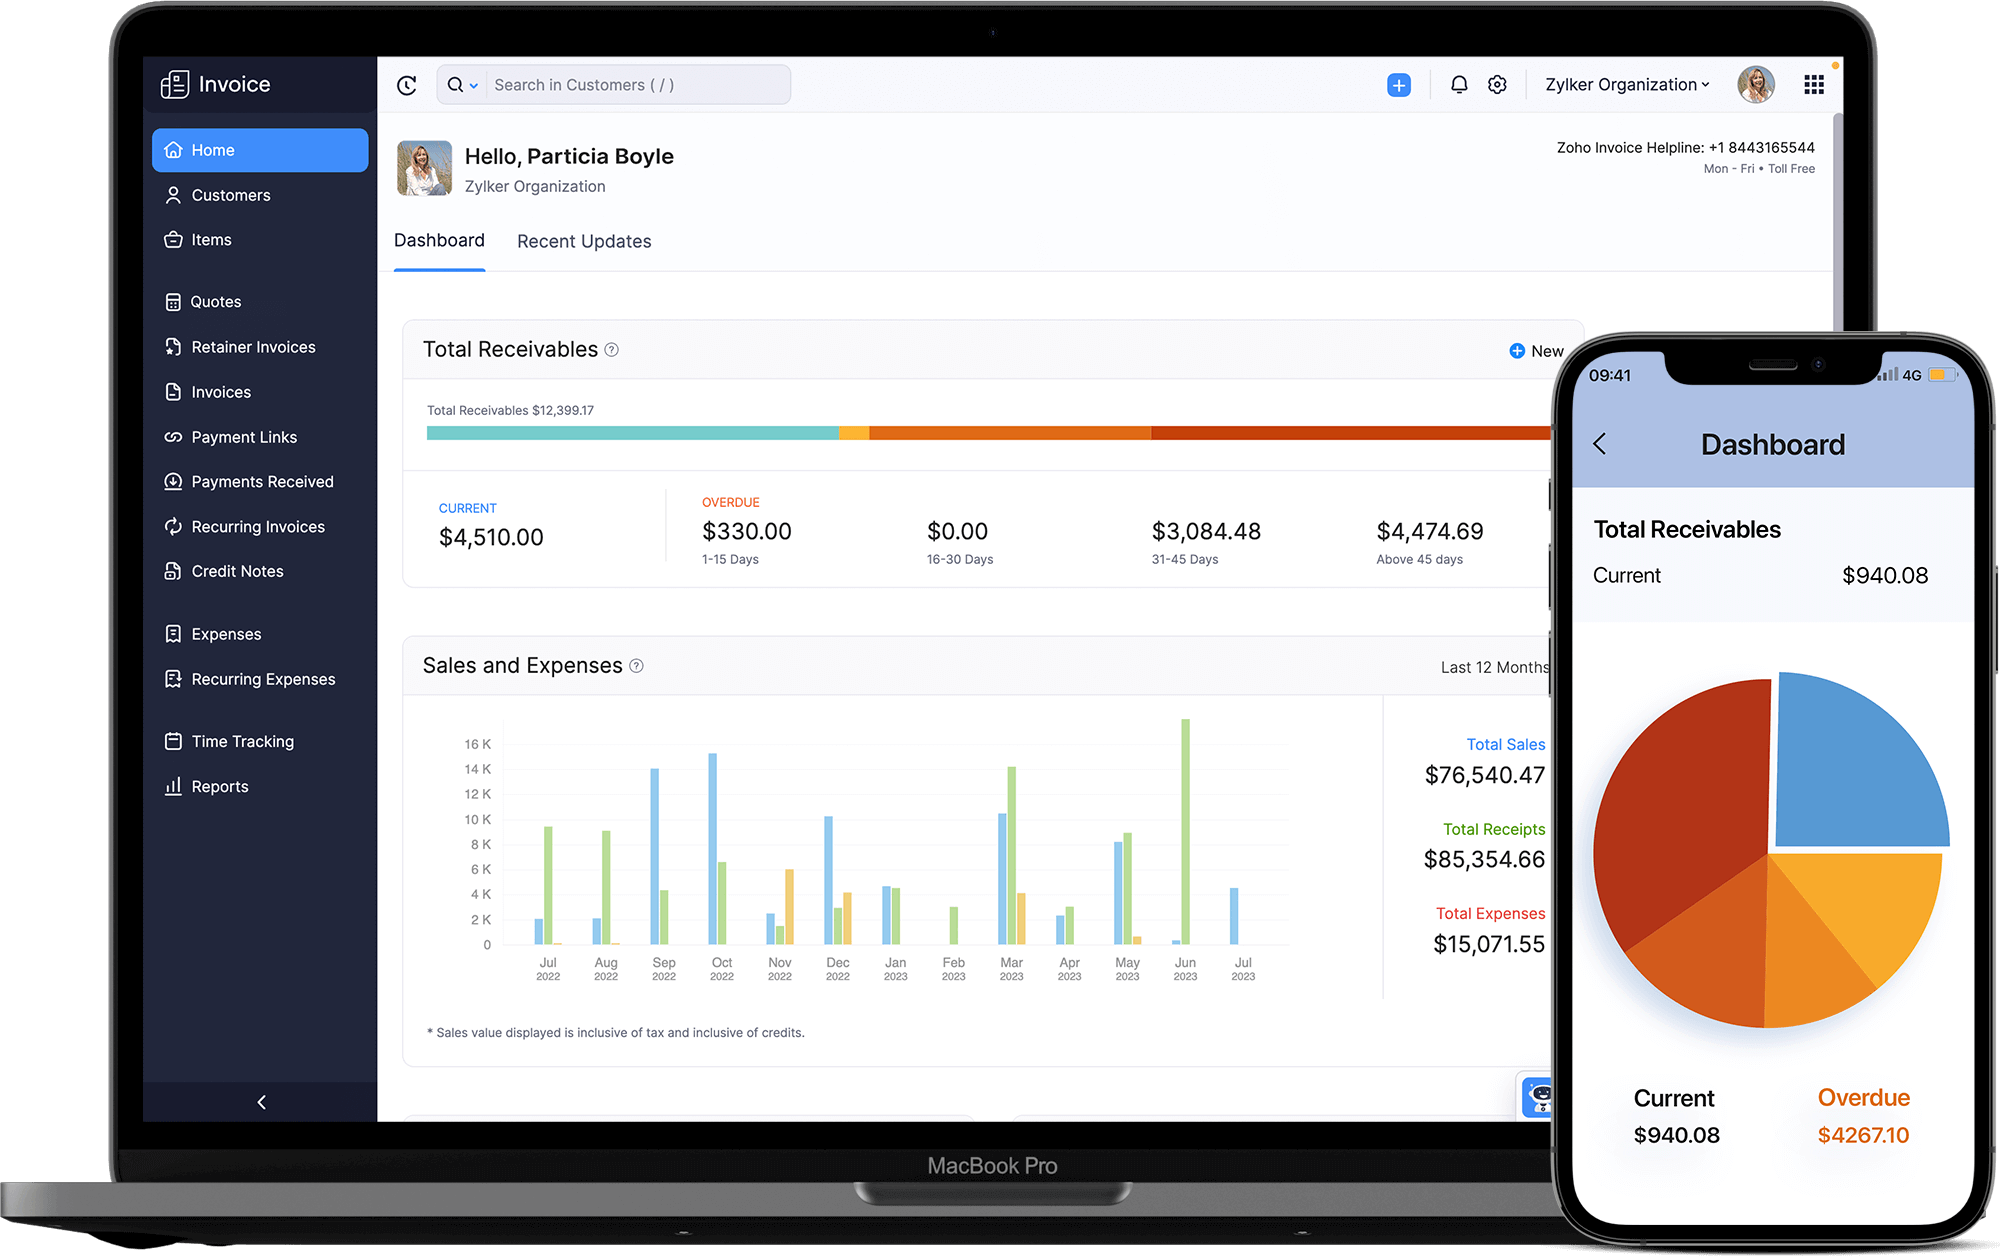 Invoice
Search in Customers ( / )
Zylker Organization
Home
Customers
Items
Quotes
Retainer Invoices
Invoices
Payment Links
Payments Received
Recurring Invoices
Credit Notes
Expenses
Recurring Expenses
Time Tracking
Reports
Hello, Particia Boyle
Zylker Organization
Zoho Invoice Helpline: +1 8443165544
Mon - Fri • Toll Free
Dashboard Recent Updates
Total Receivables ?
New
Total Receivables $12,399.17
CURRENT
$4,510.00
OVERDUE
$330.00 $0.00 $3,084.48 $4,474.69
1-15 Days 16-30 Days 31-45 Days Above 45 days
Sales and Expenses ?
Last 12 Months
16 K
14 K
12 K
10 K
8 K
6 K
4 K
2 K
0
Jul Aug Sep Oct Nov Dec Jan Feb Mar Apr May Jun Jul
2022 2022 2022 2022 2022 2022 2023 2023 2023 2023 2023 2023 2023
Total Sales
$76,540.47
Total Receipts
$85,354.66
Total Expenses
$15,071.55
* Sales value displayed is inclusive of tax and inclusive of credits.
MacBook Pro
09:41 4G
Dashboard
Total Receivables
Current $940.08
Current Overdue
$940.08 $4267.10